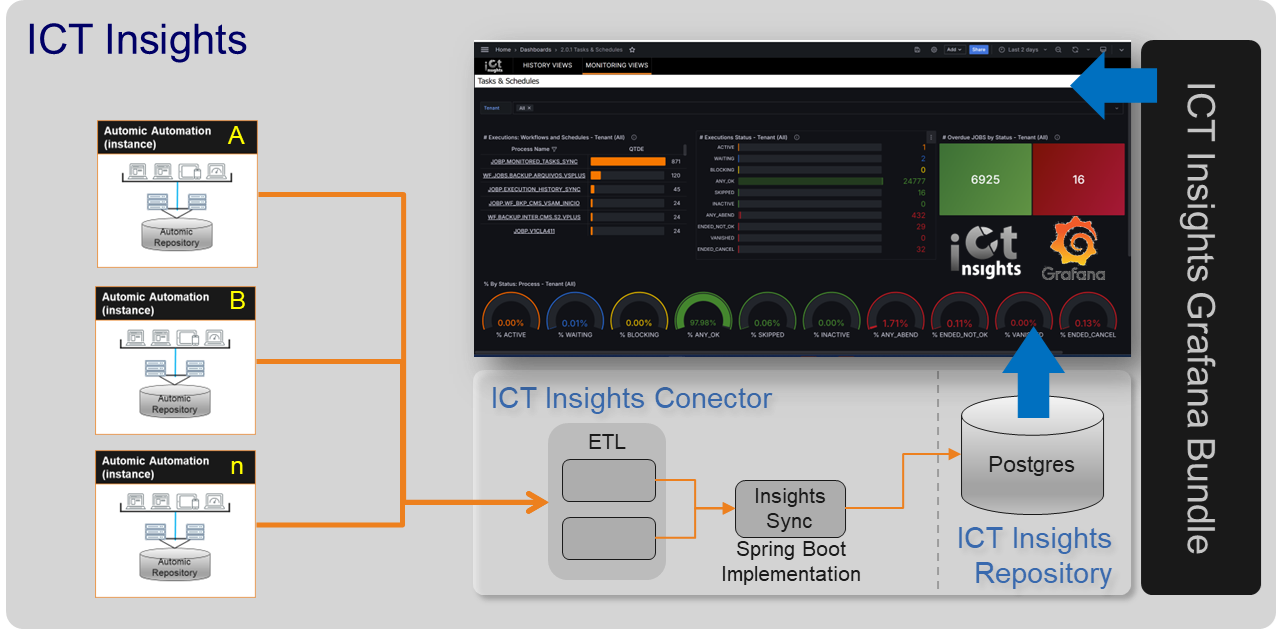 ICT Insights
Automic Automation
(instance)
A
Automic
Repository
Automic Automation
(instance)
B
Automic
Repository
Automic Automation
(instance)
n
Automic
Repository
Home › Dashboards › 2.0.1 Tasks & Schedules
Add
Share
Last 2 days
ict
nsights
HISTORY VIEWS
MONITORING VIEWS
Tasks & Schedules
Tenant
All ×
# Executions: Workflows and Schedules - Tenant (All)
Process Name
QTDE
JOBP.MONITORED_TASKS_SYNC 871
WF.JOBS.BACKUP.ARQUIVOS.VSPLUS 120
JOBP.EXECUTION_HISTORY_SYNC 45
JOBP.WF_BKP_CMS_VSAM_INICIO 24
WF.BACKUP.INTER.CMS.S2.VPLUS 24
JOBP.V1CLA411 24
# Executions Status - Tenant (All)
ACTIVE 1
WAITING 2
BLOCKING 0
ANY_OK 24777
SKIPPED 16
INACTIVE 0
ANY_ABEND 432
ENDED_NOT_OK 29
VANISHED 0
ENDED_CANCEL 32
# Overdue JOBS by Status - Tenant (All)
6925
16
ict
nsights
Grafana
% By Status: Process - Tenant (All)
0.00%
% ACTIVE
0.01%
% WAITING
0.00%
% BLOCKING
97.98%
% ANY_OK
0.06%
% SKIPPED
0.00%
% INACTIVE
1.71%
% ANY_ABEND
0.11%
% ENDED_NOT_OK
0.00%
0.13%
% ENDED_CANCEL
ICT Insights Conector
ETL
Insights
Sync
Spring Boot
Implementation
Postgres
ICT Insights
Repository
ICT Insights Grafana Bundle